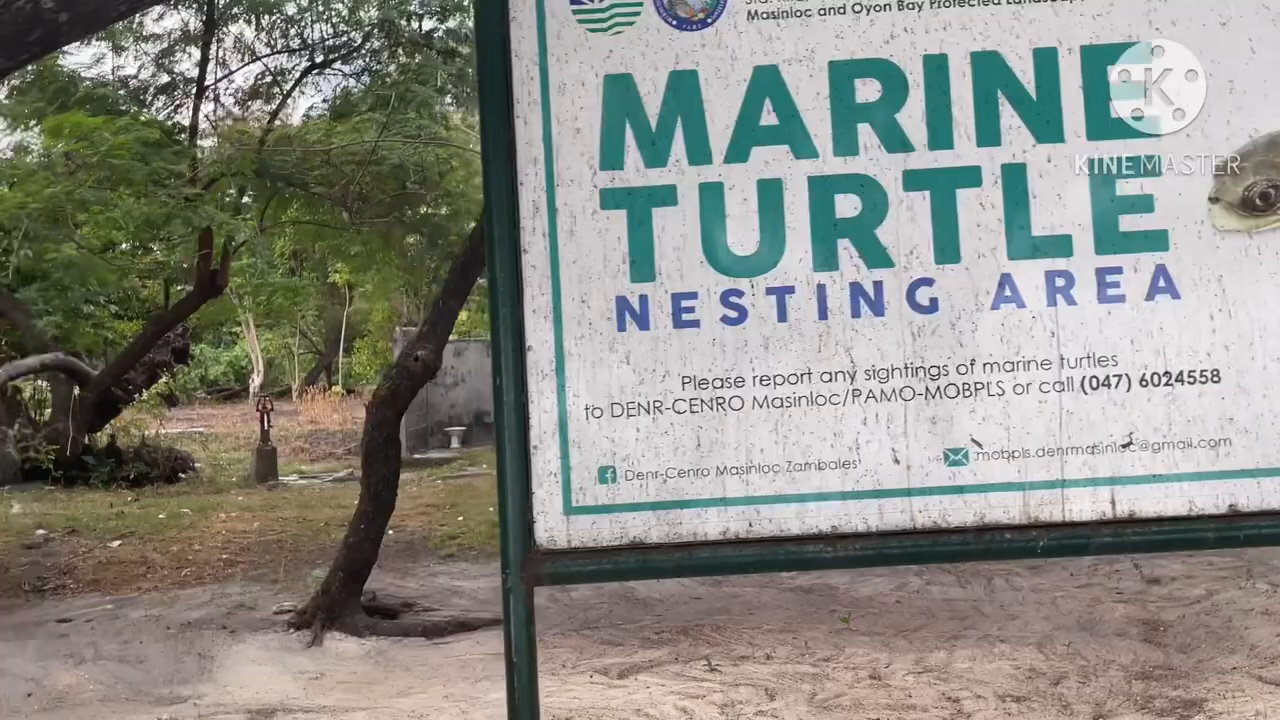 Masinloc and Oyon Bay Protected Landscape
MARINE
TURTLE
NESTING AREA
Please report any sightings of marine turtles
to DENR-CENRO Masinloc/PAMO-MOBPLS or call (047) 6024558
Denr-Cenro Masinloc Zambales
mobpls.denrmasinloc@gmail.com
K
KINEMASTER